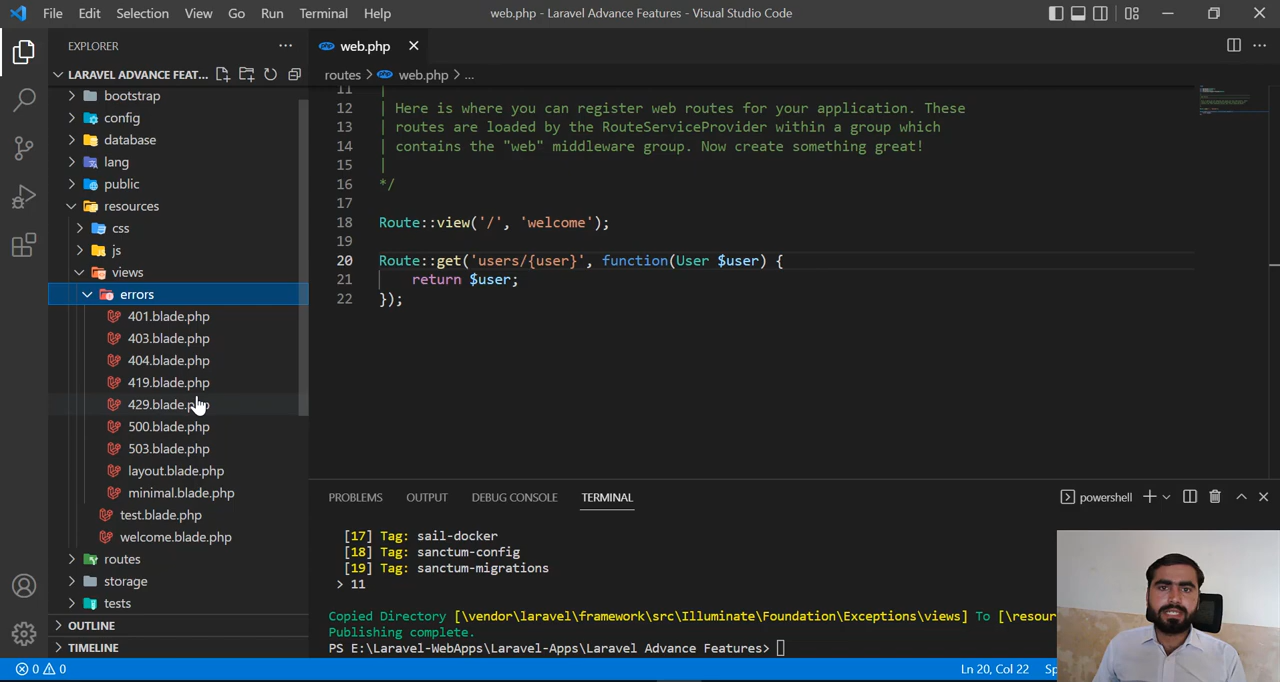 File Edit Selection View Go Run Terminal Help
web.php - Laravel Advance Features - Visual Studio Code
EXPLORER
LARAVEL ADVANCE FEAT...
bootstrap
config
database
lang
public
resources
css
js
views
errors
401.blade.php
403.blade.php
404.blade.php
419.blade.php
429.blade.php
500.blade.php
503.blade.php
layout.blade.php
minimal.blade.php
test.blade.php
welcome.blade.php
routes
storage
tests
OUTLINE
TIMELINE
web.php
routes > web.php > ...
11 |
12 | Here is where you can register web routes for your application. These
13 | routes are loaded by the RouteServiceProvider within a group which
14 | contains the "web" middleware group. Now create something great!
15 |
16 */
17
18 Route::view('/', 'welcome');
19
20 Route::get('users/{user}', function(User $user) {
21 return $user;
22 });
PROBLEMS OUTPUT DEBUG CONSOLE TERMINAL
powershell
[17] Tag: sail-docker
[18] Tag: sanctum-config
[19] Tag: sanctum-migrations
> 11
Copied Directory [\vendor\laravel\framework\src\Illuminate\Foundation\Exceptions\views] To [\resour
Publishing complete.
PS E:\Laravel-WebApps\Laravel-Apps\Laravel Advance Features>
0 0
Ln 20, Col 22 Sp